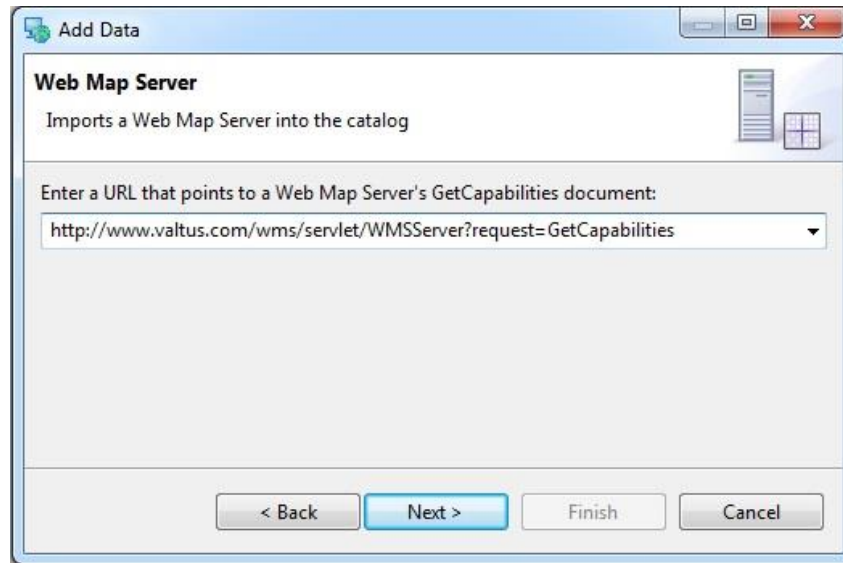 Add Data
Web Map Server
Imports a Web Map Server into the catalog
Enter a URL that points to a Web Map Server's GetCapabilities document:
http://www.valtus.com/wms/servlet/WMSServer?request=GetCapabilities
< Back
Next >
Finish
Cancel